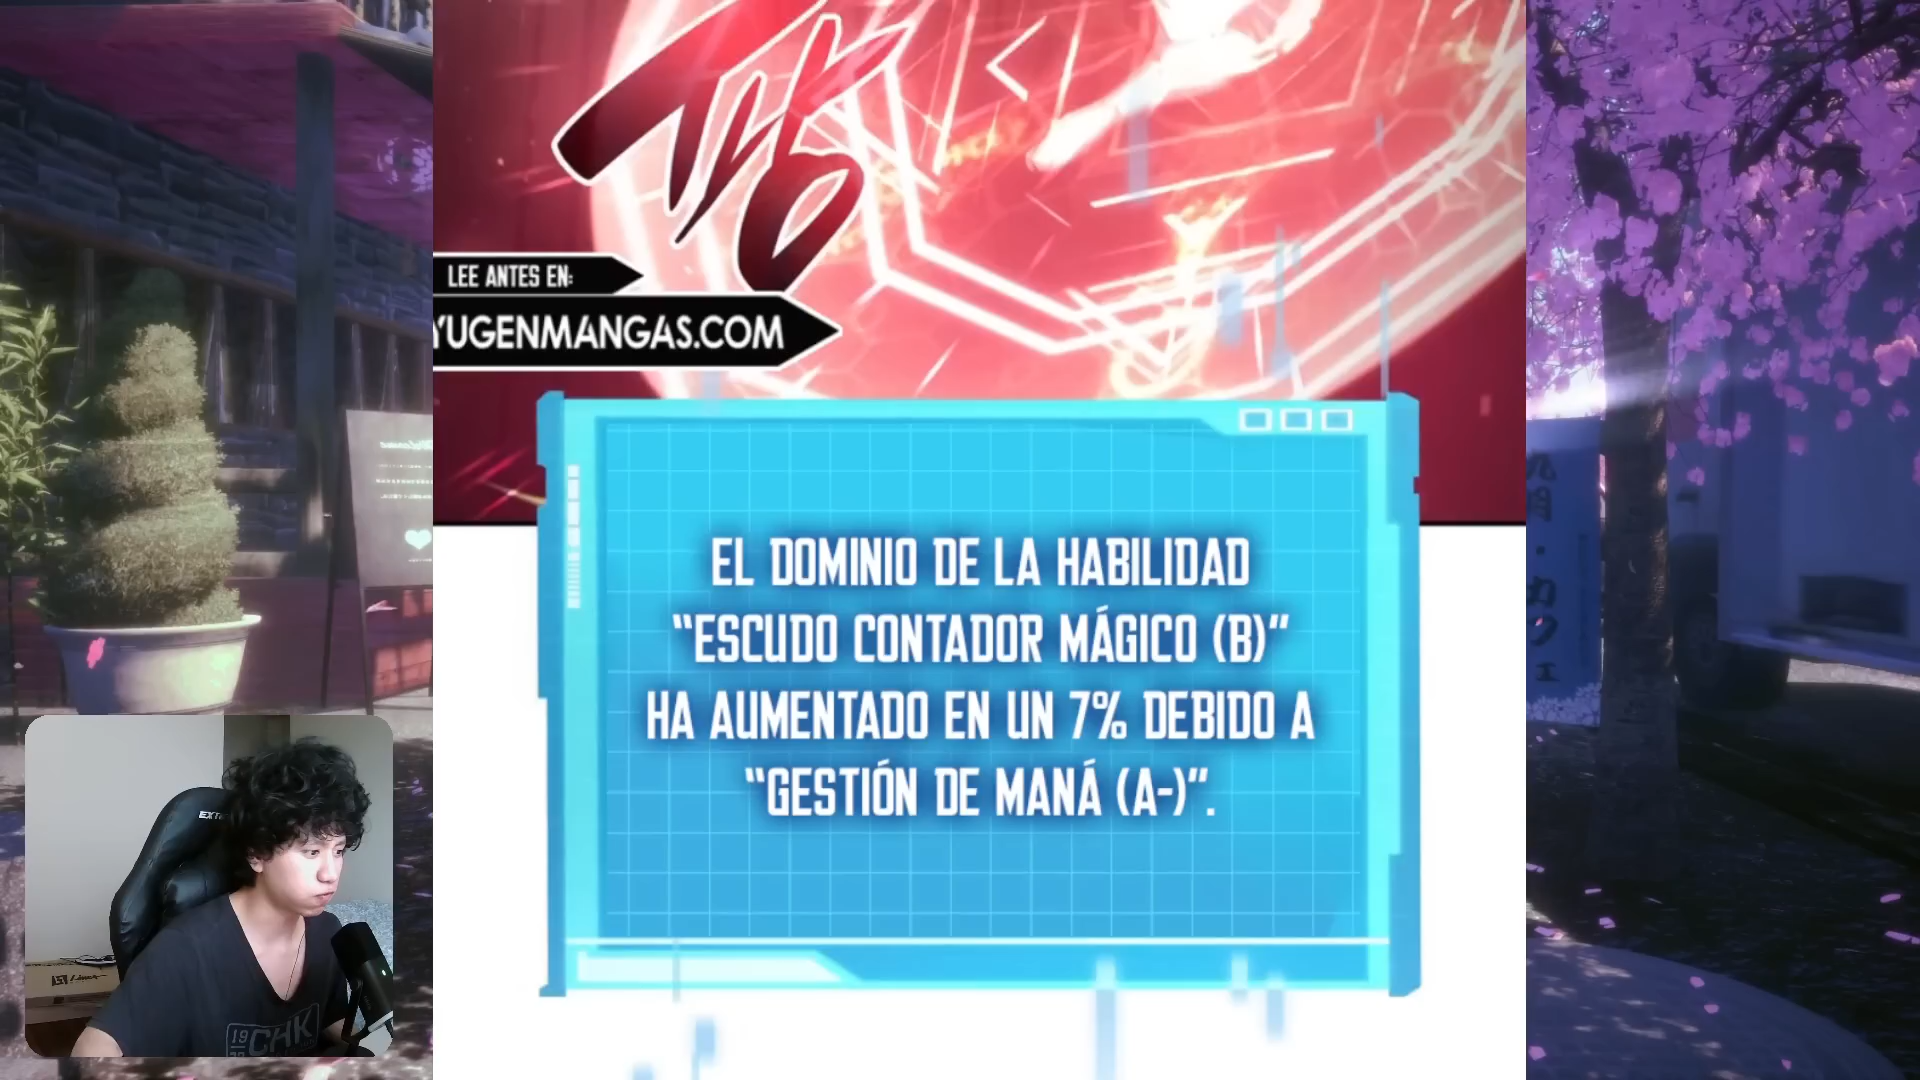 LEE ANTES EN:
YUGENMANGAS.COM
EL DOMINIO DE LA HABILIDAD
“ESCUDO CONTADOR MÁGICO (B)”
HA AUMENTADO EN UN 7% DEBIDO A
“GESTIÓN DE MANÁ (A-)”.
CHK